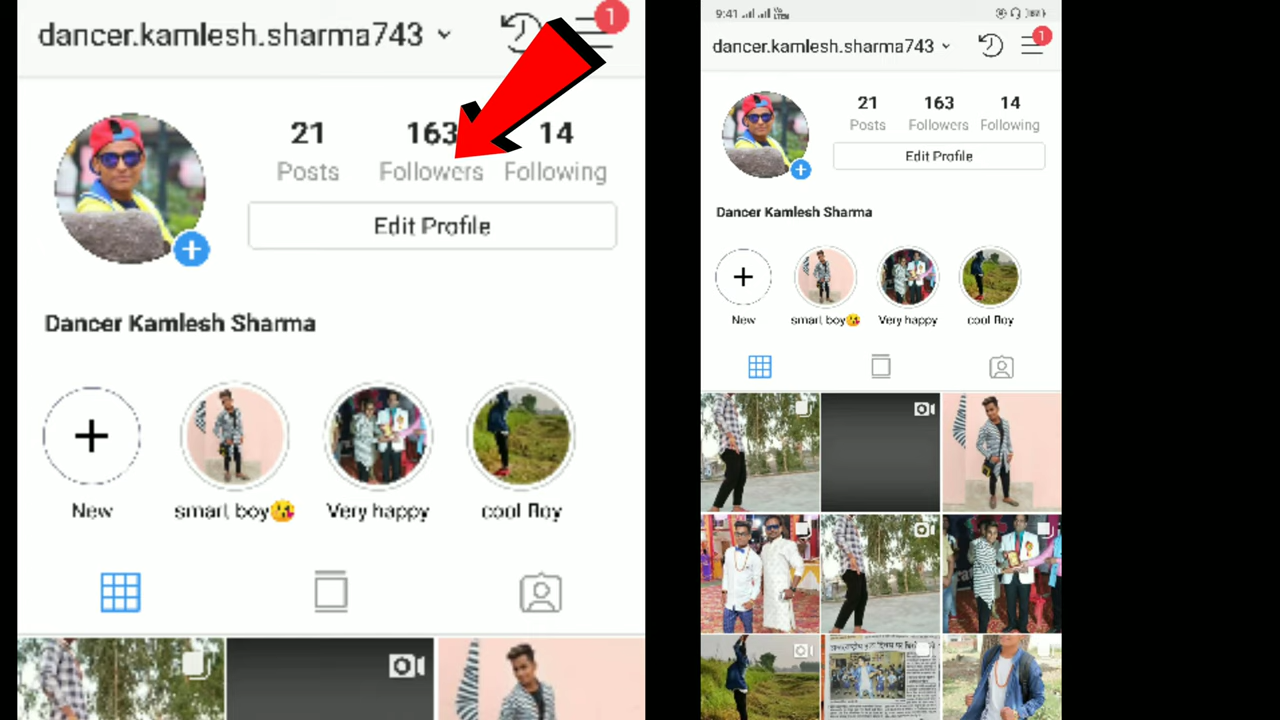 dancer.kamlesh.sharma743
1
21 163 14
Posts Followers Following
Edit Profile
Dancer Kamlesh Sharma
New smart boy😘 Very happy cool Boy
9:41
dancer.kamlesh.sharma743
1
21 163 14
Posts Followers Following
Edit Profile
Dancer Kamlesh Sharma
New smart boy😘 Very happy cool Boy